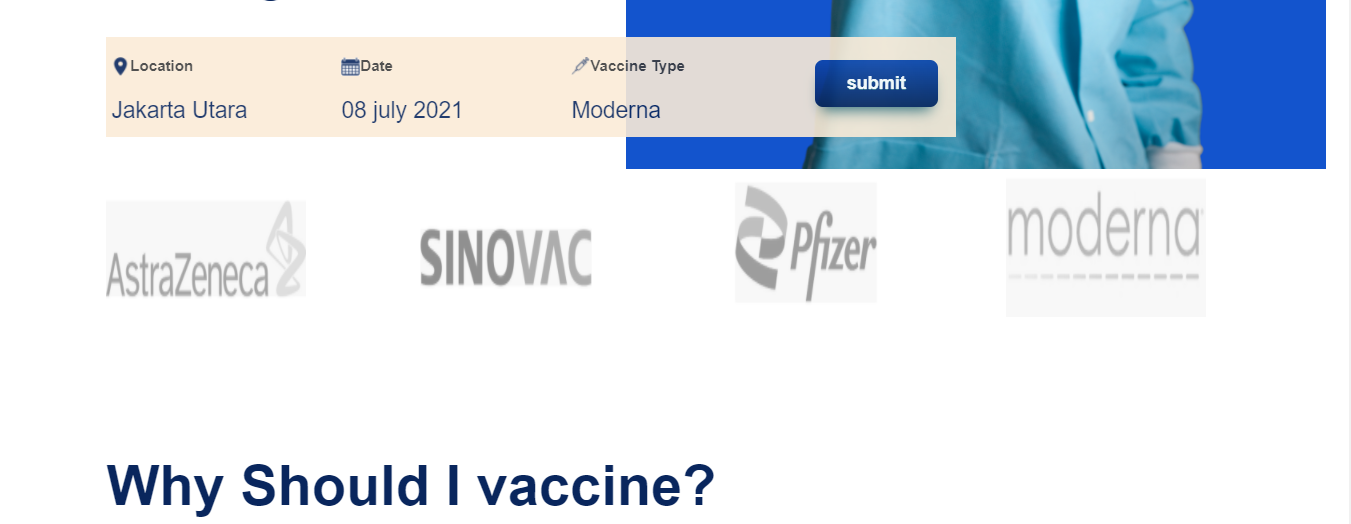 Location Date Vaccine Type
submit
Jakarta Utara 08 july 2021 Moderna
AstraZeneca SINOVAC Pfizer moderna
Why Should I vaccine?